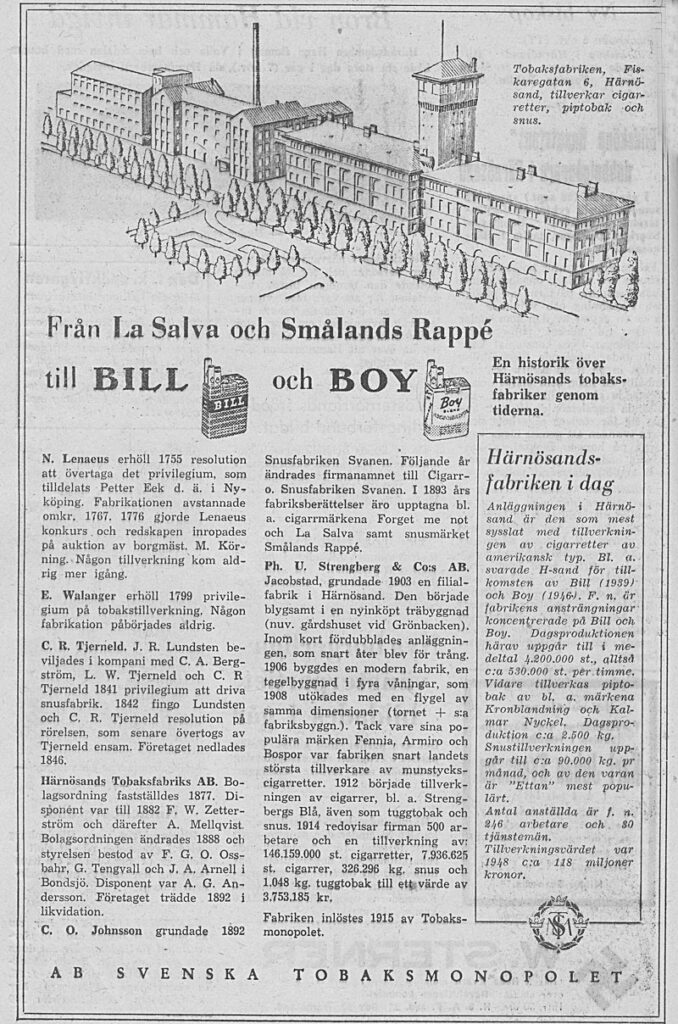 Tobaksfabriken, Fis-
karegatan 6, Härnö-
sand, tillverkar cigar-
retter, piptobak och
snus.
Från La Salva och Smålands Rappé
till BILL
BILL
och BOY
Boy
En historik över
Härnösands tobaks-
fabriker genom
tiderna.
N. Lenaeus erhöll 1755 resolution
att övertaga det privilegium, som
tilldelats Petter Eek d. ä. i Ny-
köping. Fabrikationen avstannade
omkr. 1767. 1776 gjorde Lenaeus
konkurs och redskapen inropades
på auktion av borgmäst. M. Kör-
ning. Någon tillverkning kom ald-
rig mer igång.
E. Walanger erhöll 1799 privile-
gium på tobakstillverkning. Någon
fabrikation påbörjades aldrig.
C. R. Tjerneld. J. R. Lundsten be-
viljades i kompani med C. A. Berg-
ström, L. W. Tjerneld och C. R
Tjerneld 1841 privilegium att driva
snusfabrik. 1842 fingo Lundsten
och C. R. Tjerneld resolution på
rörelsen, som senare övertogs av
Tjerneld ensam. Företaget nedlades
1846.
Härnösands Tobaksfabriks AB. Bo-
lagsordning fastställdes 1877. Di-
sponent var till 1882 F. W. Zetter-
ström och därefter A. Mellqvist.
Bolagsordningen ändrades 1888 och
styrelsen bestod av F. G. O. Oss-
bahr, G. Tengvall och J. A. Arnell i
Bondsjö. Disponent var A. G. An-
dersson. Företaget trädde 1892 i
likvidation.
C. O. Johnsson grundade 1892
Snusfabriken Svanen. Följande år
ändrades firmanamnet till Cigarr-
o. Snusfabriken Svanen. I 1893 års
fabriksberättelser äro upptagna bl.
a. cigarrmärkena Forget me not
och La Salva samt snusmärket
Smålands Rappé.
Ph. U. Strengberg & Co:s AB,
Jacobstad, grundade 1903 en filial-
fabrik i Härnösand. Den började
blygsamt i en nyinköpt träbyggnad
(nuv. gårdshuset vid Grönbacken).
Inom kort fördubblades anläggnin-
gen, som snart åter blev för trång.
1906 byggdes en modern fabrik, en
tegelbyggnad i fyra våningar, som
1908 utökades med en flygel av
samma dimensioner (tornet + s:a
fabriksbyggn.). Tack vare sina po-
pulära märken Fennia, Armiro och
Bospor var fabriken snart landets
största tillverkare av munstycks-
cigarretter. 1912 började tillverk-
ningen av cigarrer, bl. a. Streng-
bergs Blå, även som tuggtobak och
snus. 1914 redovisar firman 500 ar-
betare och en tillverkning av:
146.159.000 st. cigarretter, 7.936.625
st. cigarrer, 326.296 kg. snus och
1.048 kg. tuggtobak till ett värde av
3.753,185 kr.
Fabriken inlöstes 1915 av Tobaks-
monopolet.
Härnösands-
fabriken i dag
Anläggningen i Härnö-
sand är den som mest
sysslat med tillverknin-
gen av cigarretter av
amerikansk typ. Bl. a.
svarade H-sand för till-
komsten av Bill (1939)
och Boy (1946). F. n. är
fabrikens ansträngningar
koncentrerade på Bill och
Boy. Dagsproduktionen
härav uppgår till i me-
deltal 4.200.000 st., alltså
c:a 530.000 st. per timme.
Vidare tillverkas pipto-
bak av bl. a. märkena
Kronblandning och Kal-
mar Nyckel. Dagspro-
duktion c:a 2.500 kg.
Snustillverkningen upp-
går till c:a 90.000 kg. pr
månad, och av den varan
är "Ettan" mest popu-
lärt.
Antal anställda är f. n.
246 arbetare och 30
tjänstemän.
Tillverkningsvärdet var
1948 c:a 118 miljoner
kronor.
AB SVENSKA TOBAKSMONOPOLET